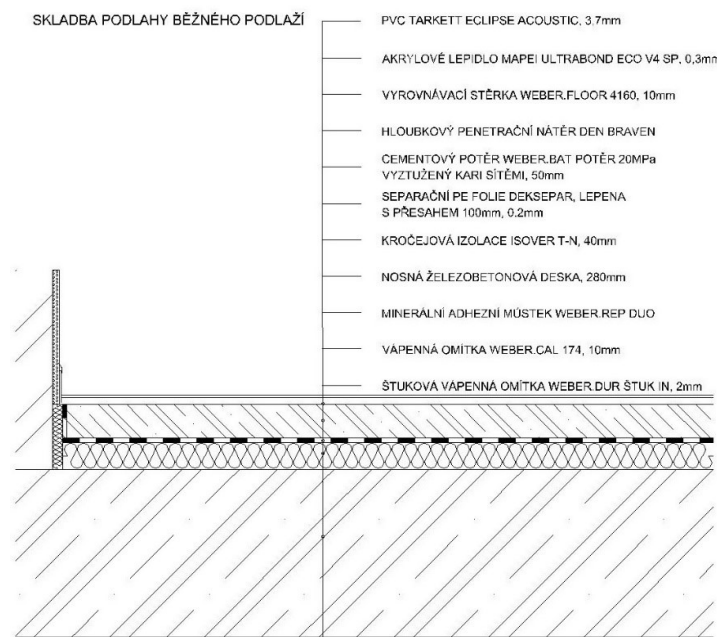 SKLADBA PODLAHY BĚŽNÉHO PODLAŽÍ
PVC TARKETT ECLIPSE ACOUSTIC, 3,7mm
AKRYLOVÉ LEPIDLO MAPEI ULTRABOND ECO V4 SP, 0,3mm
VYROVNÁVACÍ STĚRKA WEBER.FLOOR 4160, 10mm
HLOUBKOVÝ PENETRAČNÍ NÁTĚR DEN BRAVEN
CEMENTOVÝ POTĚR WEBER.BAT POTĚR 20MPa
VYZTUŽENÝ KARI SÍTĚMI, 50mm
SEPARAČNÍ PE FOLIE DEKSEPAR, LEPENA
S PŘESAHEM 100mm, 0.2mm
KROČEJOVÁ IZOLACE ISOVER T-N, 40mm
NOSNÁ ŽELEZOBETONOVÁ DESKA, 280mm
MINERÁLNÍ ADHEZNÍ MŮSTEK WEBER.REP DUO
VÁPENNÁ OMÍTKA WEBER.CAL 174, 10mm
ŠTUKOVÁ VÁPENNÁ OMÍTKA WEBER.DUR ŠTUK IN, 2mm